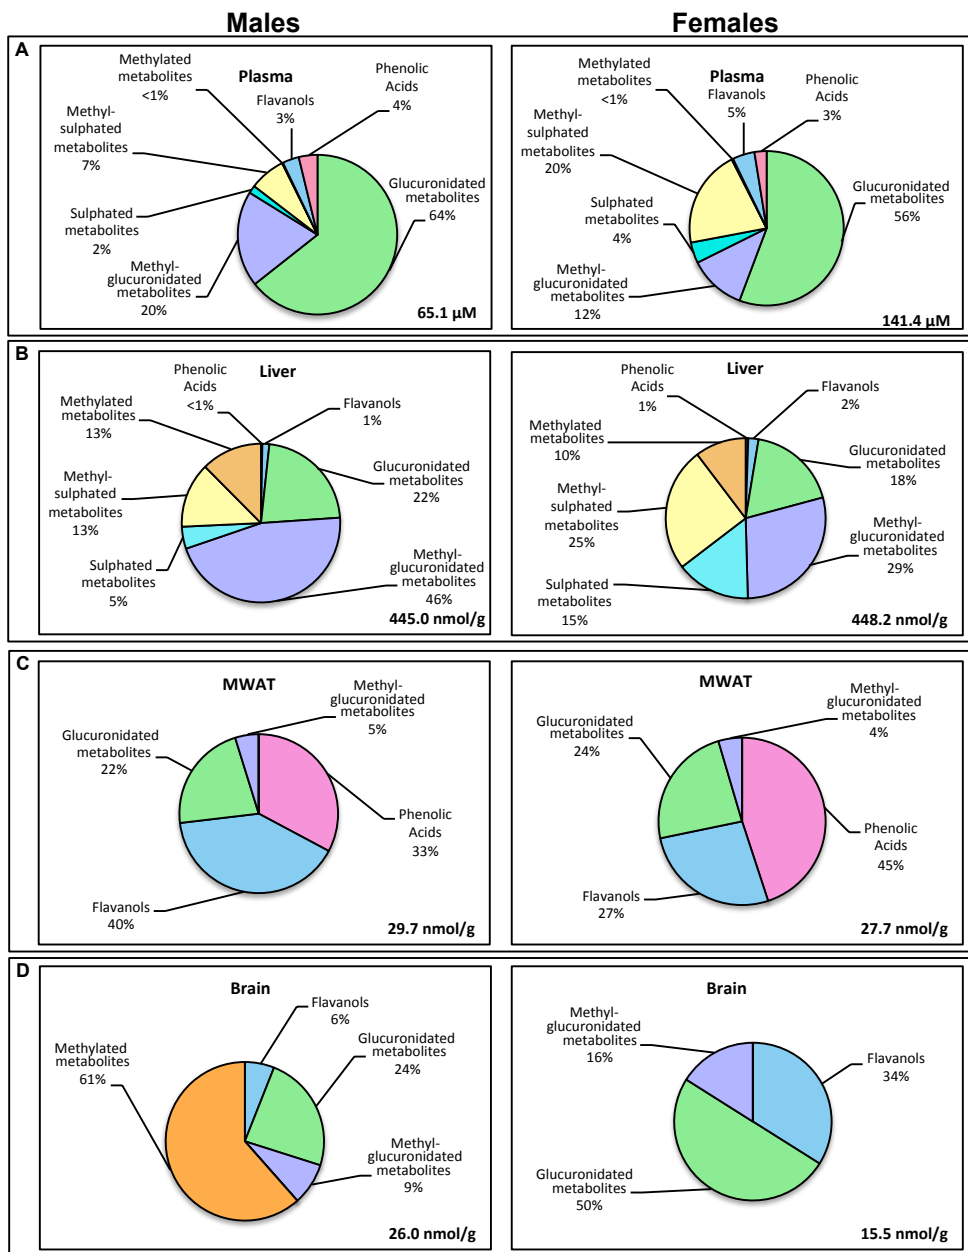 Males
Females
A
Plasma
Methylated
metabolites
<1%
Flavanols
3%
Phenolic
Acids
4%
Methyl-
sulphated
metabolites
7%
Glucuronidated
metabolites
64%
Sulphated
metabolites
2%
Methyl-
glucuronidated
metabolites
20%
65.1 µM
Plasma
Methylated
metabolites
<1%
Flavanols
5%
Phenolic
Acids
3%
Methyl-
sulphated
metabolites
20%
Glucuronidated
metabolites
56%
Sulphated
metabolites
4%
Methyl-
glucuronidated
metabolites
12%
141.4 µM
B
Liver
Phenolic
Acids
<1%
Flavanols
1%
Methylated
metabolites
13%
Glucuronidated
metabolites
22%
Methyl-
sulphated
metabolites
13%
Sulphated
metabolites
5%
Methyl-
glucuronidated
metabolites
46%
445.0 nmol/g
Liver
Phenolic
Acids
1%
Flavanols
2%
Methylated
metabolites
10%
Glucuronidated
metabolites
18%
Methyl-
sulphated
metabolites
25%
Methyl-
glucuronidated
metabolites
29%
Sulphated
metabolites
15%
448.2 nmol/g
C
MWAT
Methyl-
glucuronidated
metabolites
5%
Glucuronidated
metabolites
22%
Phenolic
Acids
33%
Flavanols
40%
29.7 nmol/g
MWAT
Methyl-
glucuronidated
metabolites
4%
Glucuronidated
metabolites
24%
Phenolic
Acids
45%
Flavanols
27%
27.7 nmol/g
D
Brain
Flavanols
6%
Glucuronidated
metabolites
24%
Methylated
metabolites
61%
Methyl-
glucuronidated
metabolites
9%
26.0 nmol/g
Brain
Methyl-
glucuronidated
metabolites
16%
Flavanols
34%
Glucuronidated
metabolites
50%
15.5 nmol/g